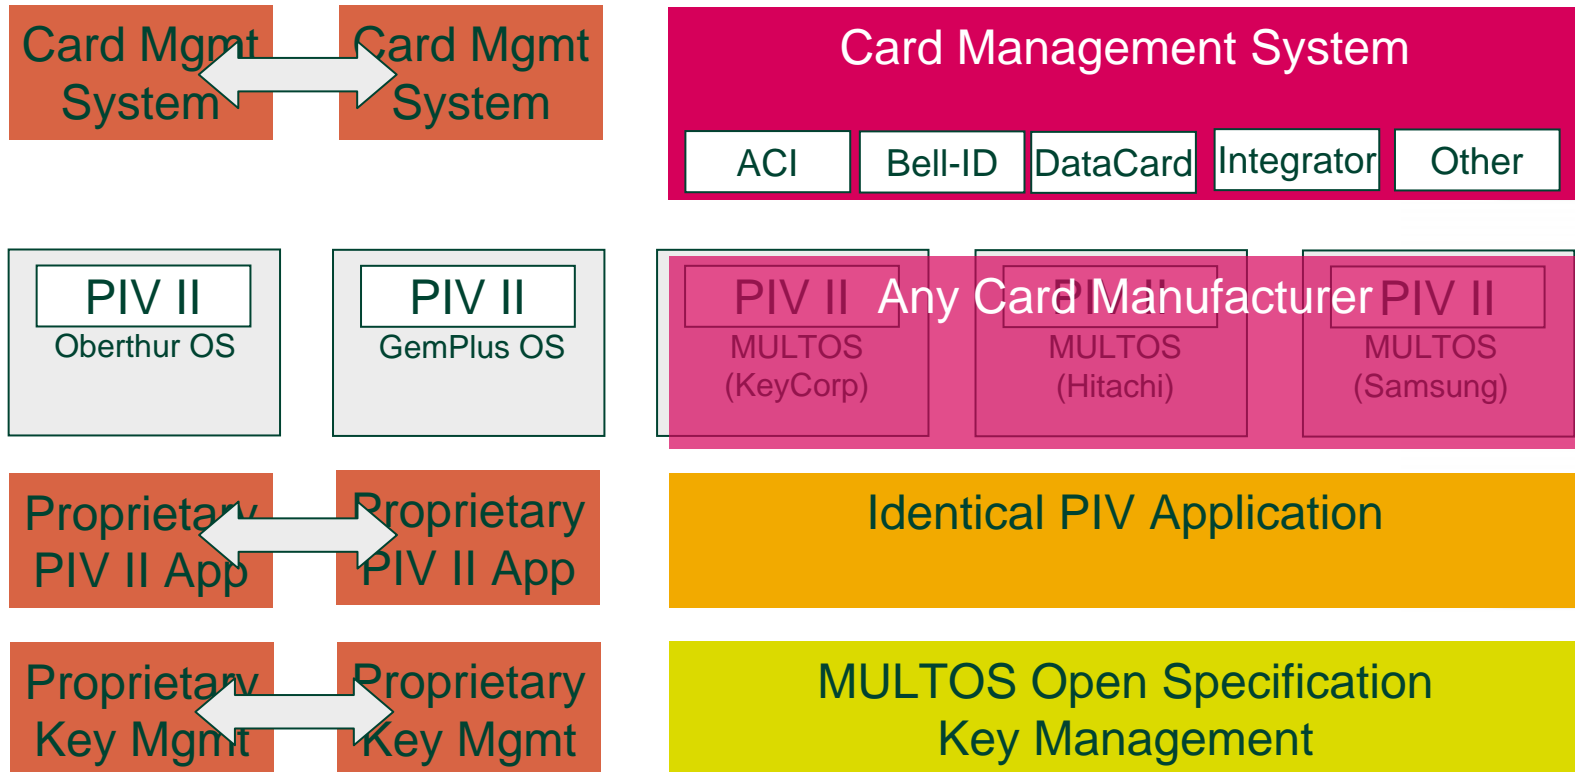 Card Mgmt
System
Card Mgmt
System
Card Management System
ACI
Bell-ID
DataCard
Integrator
Other
PIV II
Oberthur OS
PIV II
GemPlus OS
Any Card Manufacturer
PIV II
MULTOS
(KeyCorp)
PIV II
MULTOS
(Hitachi)
PIV II
MULTOS
(Samsung)
Proprietary
PIV II App
Proprietary
PIV II App
Identical PIV Application
Proprietary
Key Mgmt
Proprietary
Key Mgmt
MULTOS Open Specification
Key Management